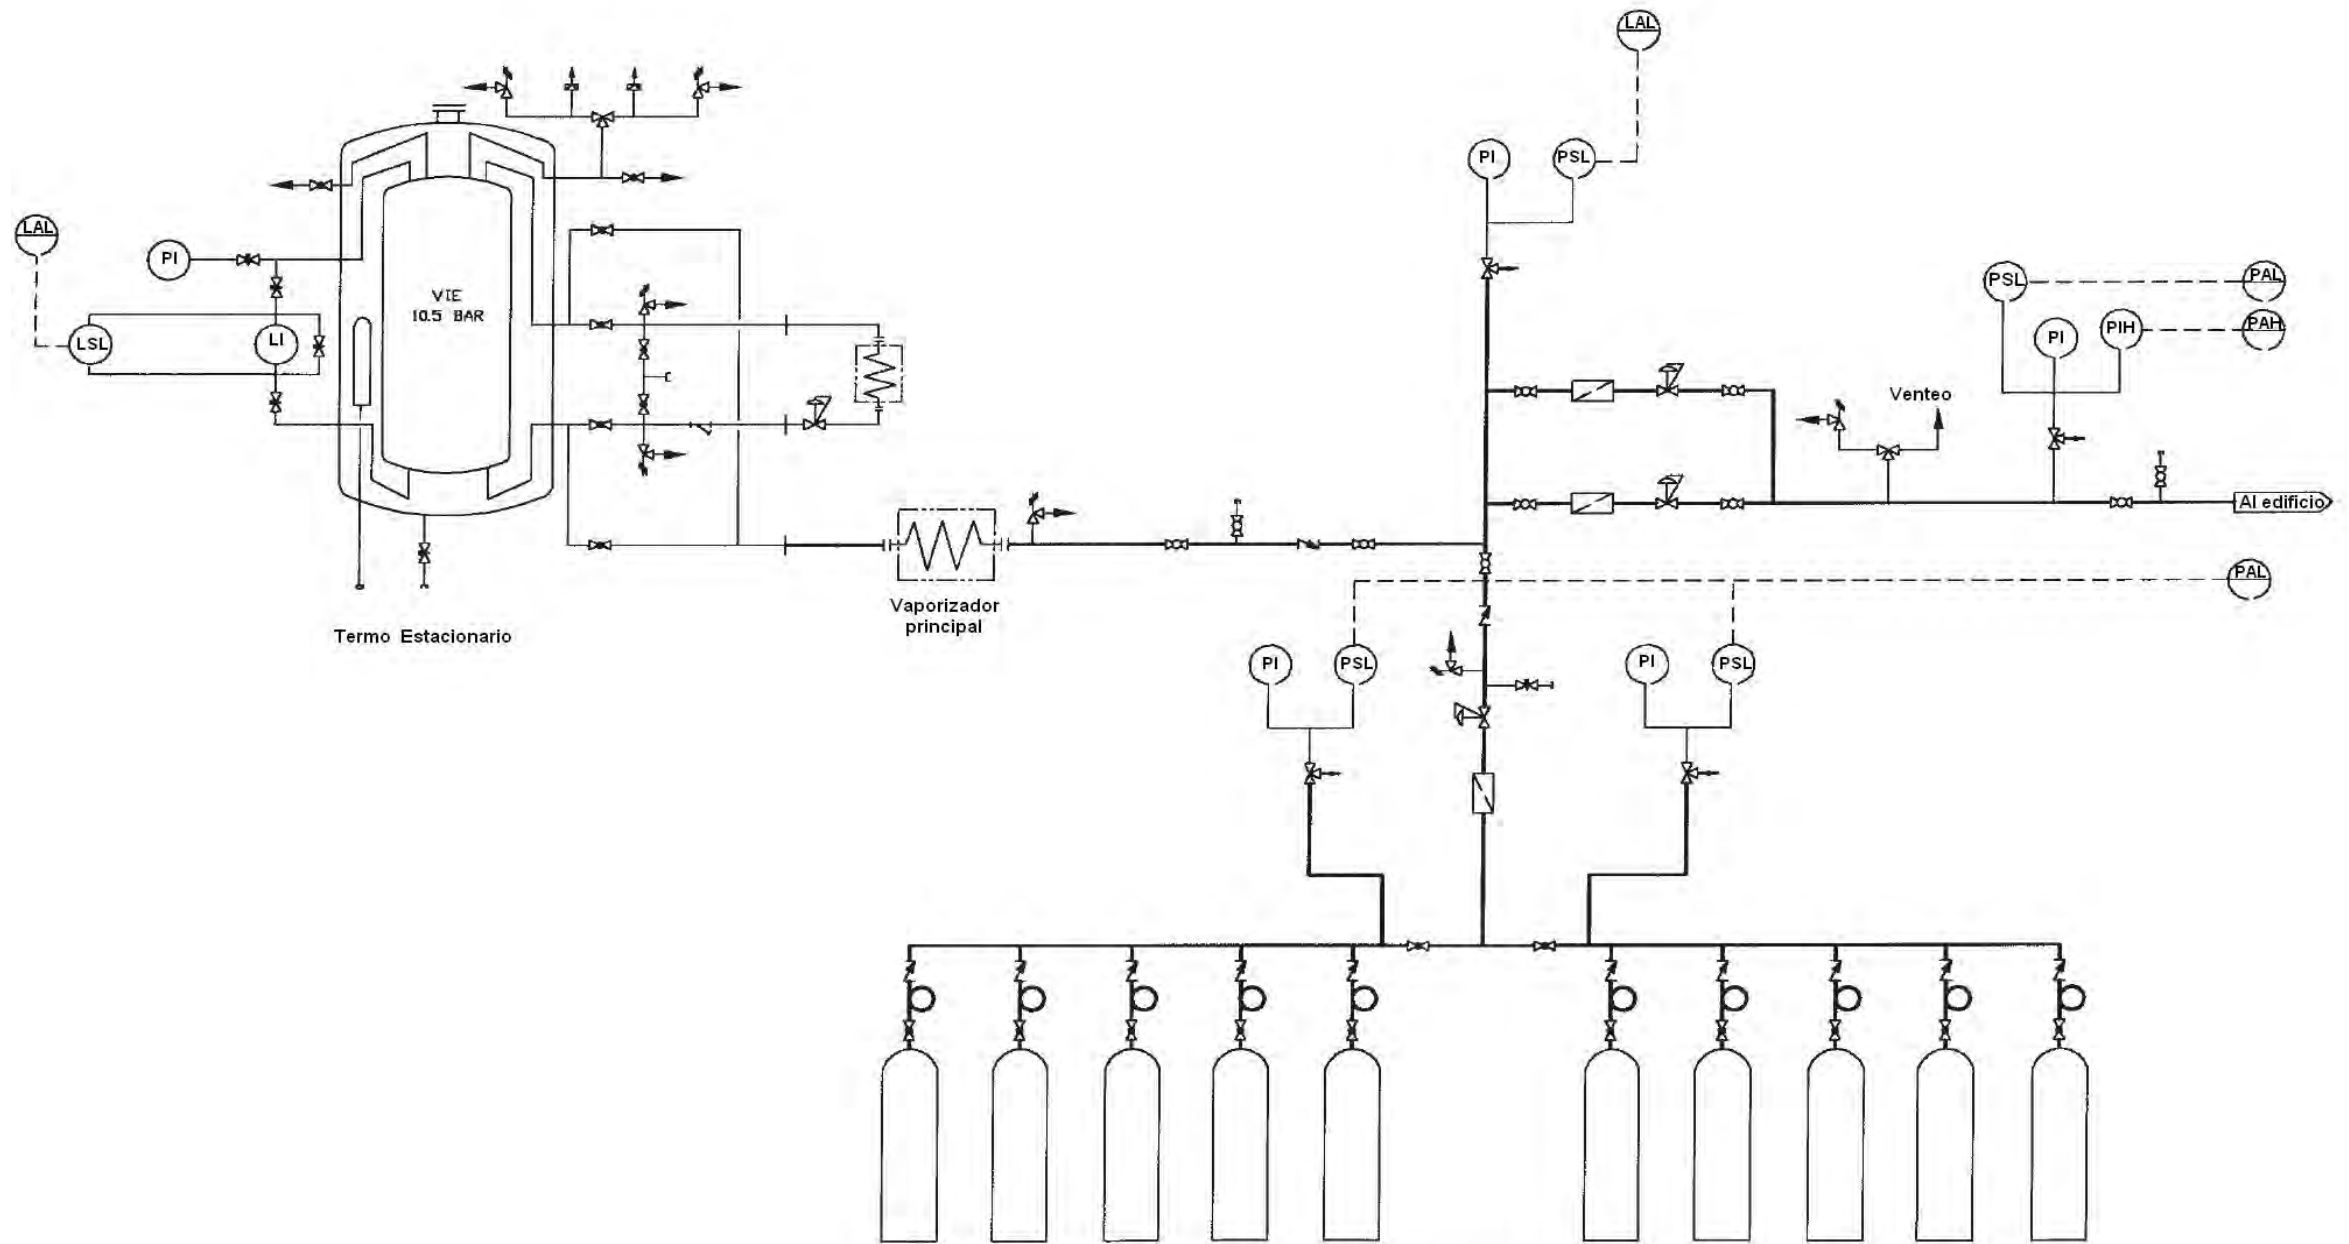 LAL
PI
PSL
LAL
PI
PSL
PAL
PIH
PAH
PI
VIE
10.5 BAR
LSL
LI
Venteo
Al edificio
PAL
Vaporizador
principal
Termo Estacionario
PI
PSL
PI
PSL